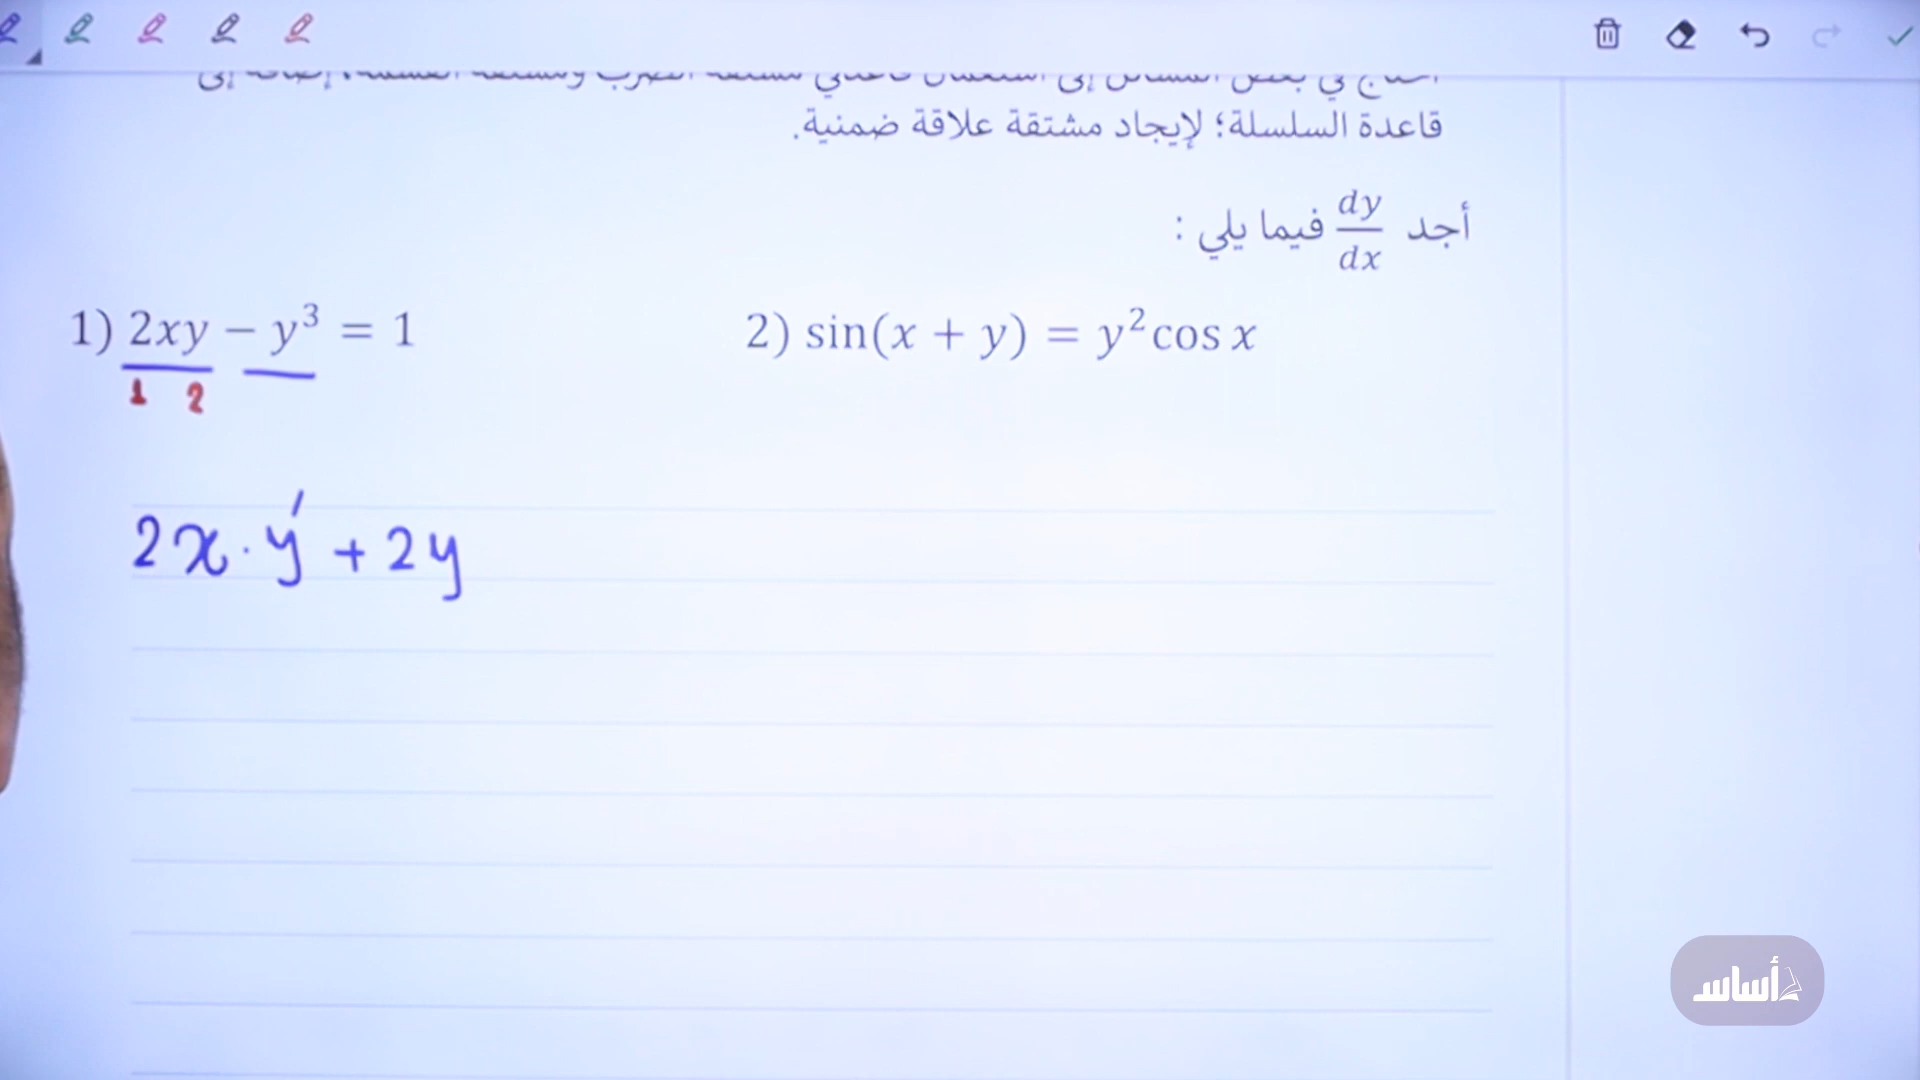 قاعدة السلسلة؛ لإيجاد مشتقة علاقة ضمنية.
أجد dy/dx فيما يلي :
1) 2xy − y³ = 1
2) sin(x + y) = y² cos x
1 2
2x · y′ + 2y
أساس